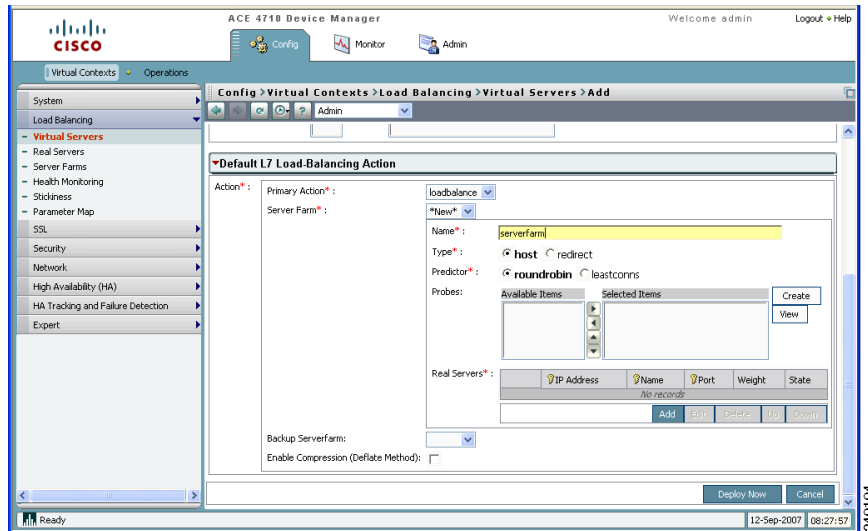 ACE 4710 Device Manager
Welcome admin
Logout
Help
CISCO
Config
Monitor
Admin
Virtual Contexts
Operations
Config>Virtual Contexts>Load Balancing>Virtual Servers>Add
Admin
System
Load Balancing
Virtual Servers
Real Servers
Server Farms
Health Monitoring
Stickiness
Parameter Map
SSL
Security
Network
High Availability (HA)
HA Tracking and Failure Detection
Expert
Default L7 Load-Balancing Action
Action* :
Primary Action* :
loadbalance
Server Farm* :
*New*
Name* :
serverfarm
Type* :
host
redirect
Predictor* :
roundrobin
leastconns
Probes:
Available Items
Selected Items
Create
View
Real Servers* :
IP Address
Name
Port
Weight
State
No records
Add
Edit
Delete
Up
Down
Backup Serverfarm:
Enable Compression (Deflate Method):
Deploy Now
Cancel
Ready
12-Sep-2007
08:27:57